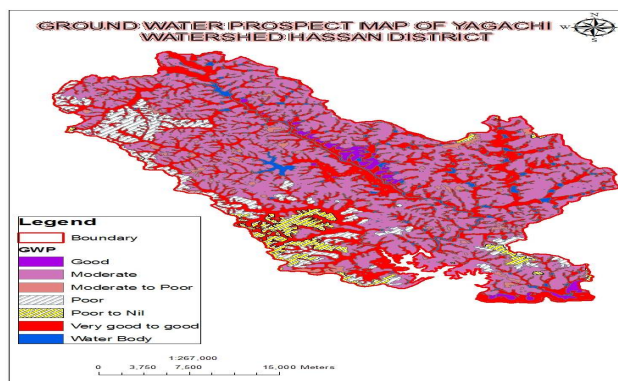 GROUND WATER PROSPECT MAP OF YAGACHI
WATERSHED HASSAN DISTRICT
N
W E
S
Legend
Boundary
GWP
Good
Moderate
Moderate to Poor
Poor
Poor to Nil
Very good to good
Water Body
1:267,000
0 3,750 7,500 15,000 Meters